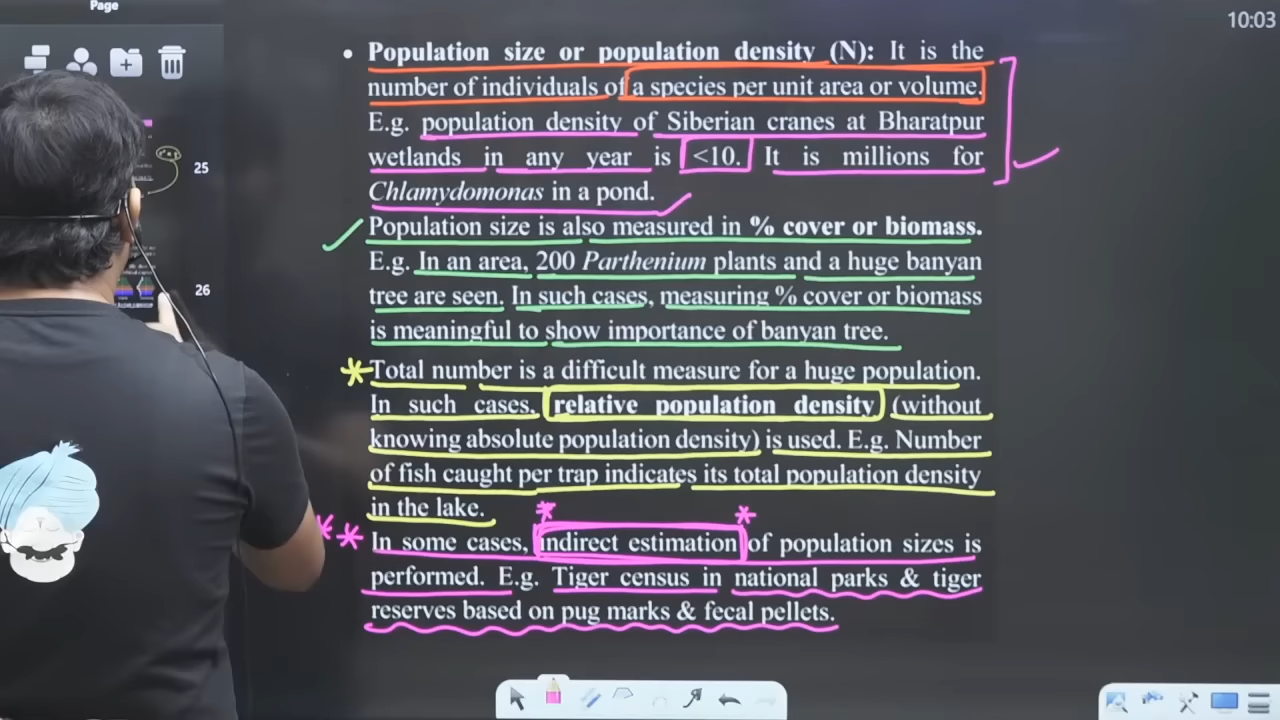 Page
10:03
25
26
• Population size or population density (N): It is the
number of individuals of a species per unit area or volume.
E.g. population density of Siberian cranes at Bharatpur
wetlands in any year is <10. It is millions for
Chlamydomonas in a pond.
Population size is also measured in % cover or biomass.
E.g. In an area, 200 Parthenium plants and a huge banyan
tree are seen. In such cases, measuring % cover or biomass
is meaningful to show importance of banyan tree.
Total number is a difficult measure for a huge population.
In such cases, relative population density (without
knowing absolute population density) is used. E.g. Number
of fish caught per trap indicates its total population density
in the lake.
In some cases, indirect estimation of population sizes is
performed. E.g. Tiger census in national parks & tiger
reserves based on pug marks & fecal pellets.